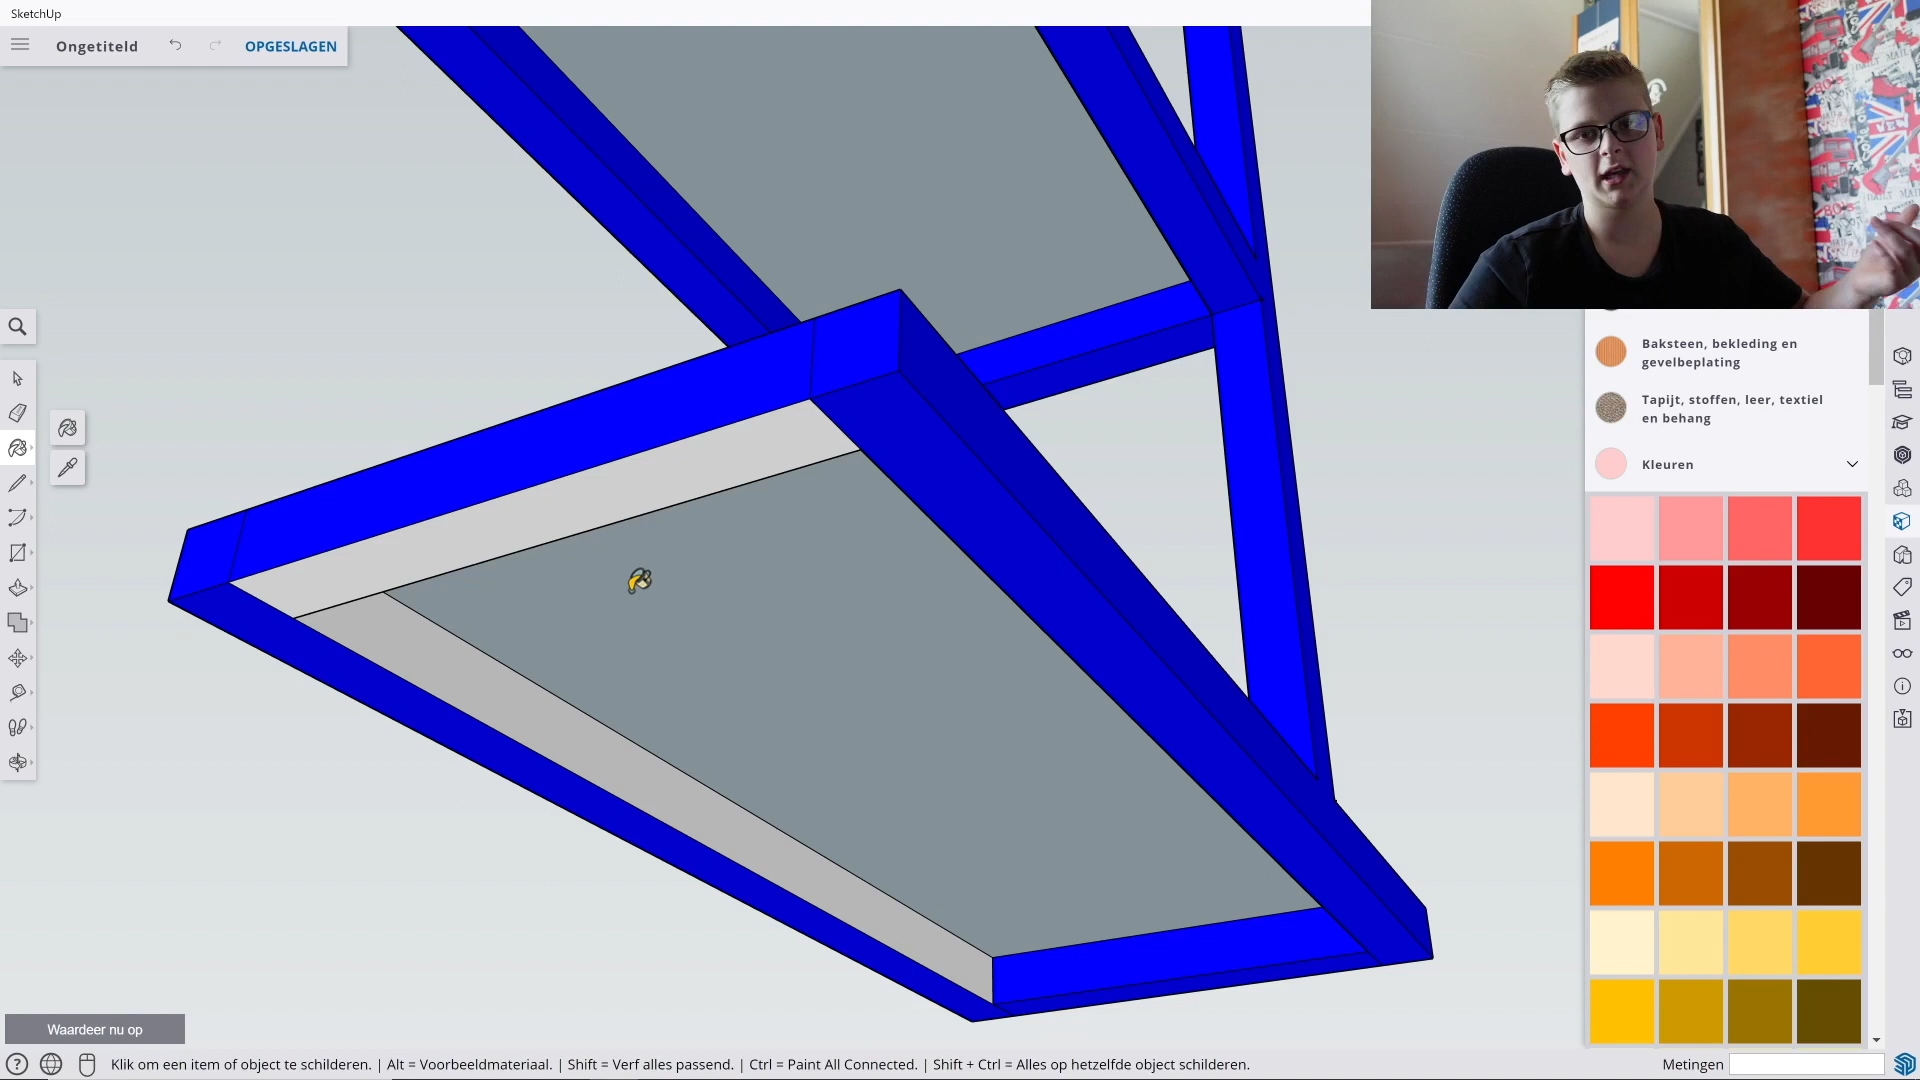 SketchUp
Ongetiteld
OPGESLAGEN
Baksteen, bekleding en
gevelbeplating
Tapijt, stoffen, leer, textiel
en behang
Kleuren
Waardeer nu op
Klik om een item of object te schilderen. | Alt = Voorbeeldmateriaal. | Shift = Verf alles passend. | Ctrl = Paint All Connected. | Shift + Ctrl = Alles op hetzelfde object schilderen.
Metingen